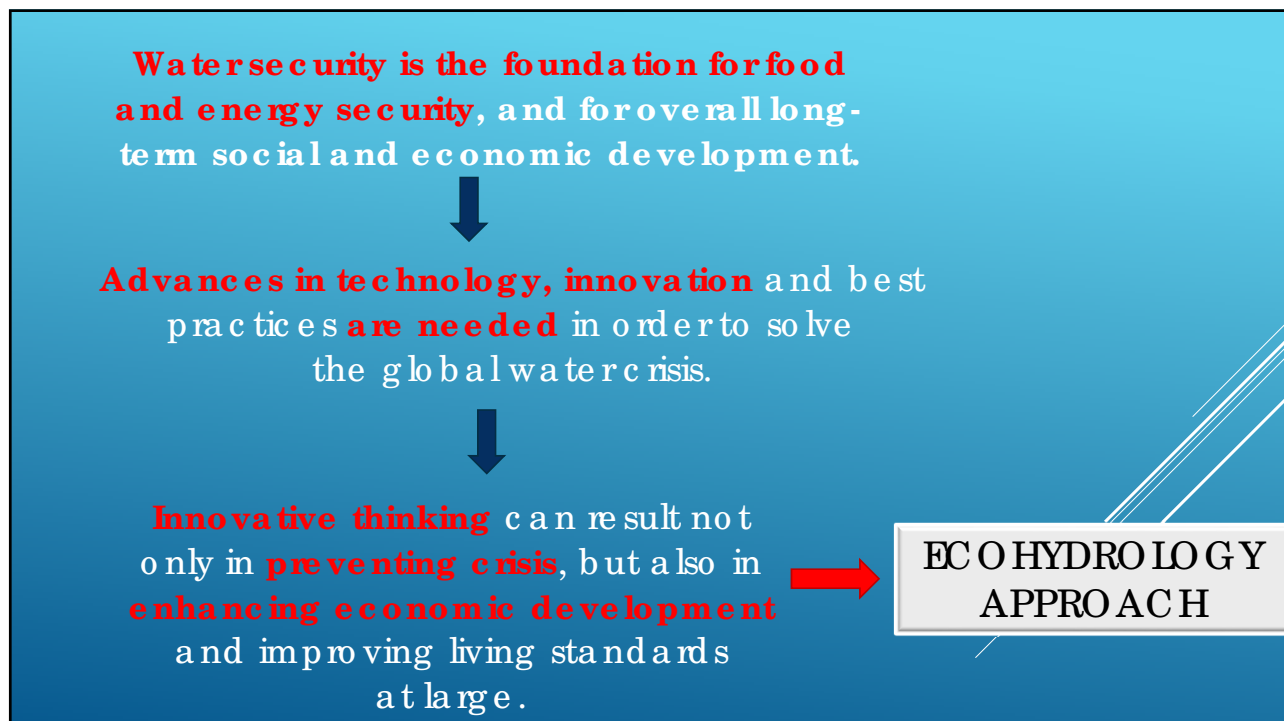 Water security is the foundation for food
and energy security, and for overall long-
term social and economic development.
Advances in technology, innovation and best
practices are needed in order to solve
the global water crisis.
Innovative thinking can result not
only in preventing crisis, but also in
enhancing economic development
and improving living standards
at large.
ECOHYDROLOGY
APPROACH